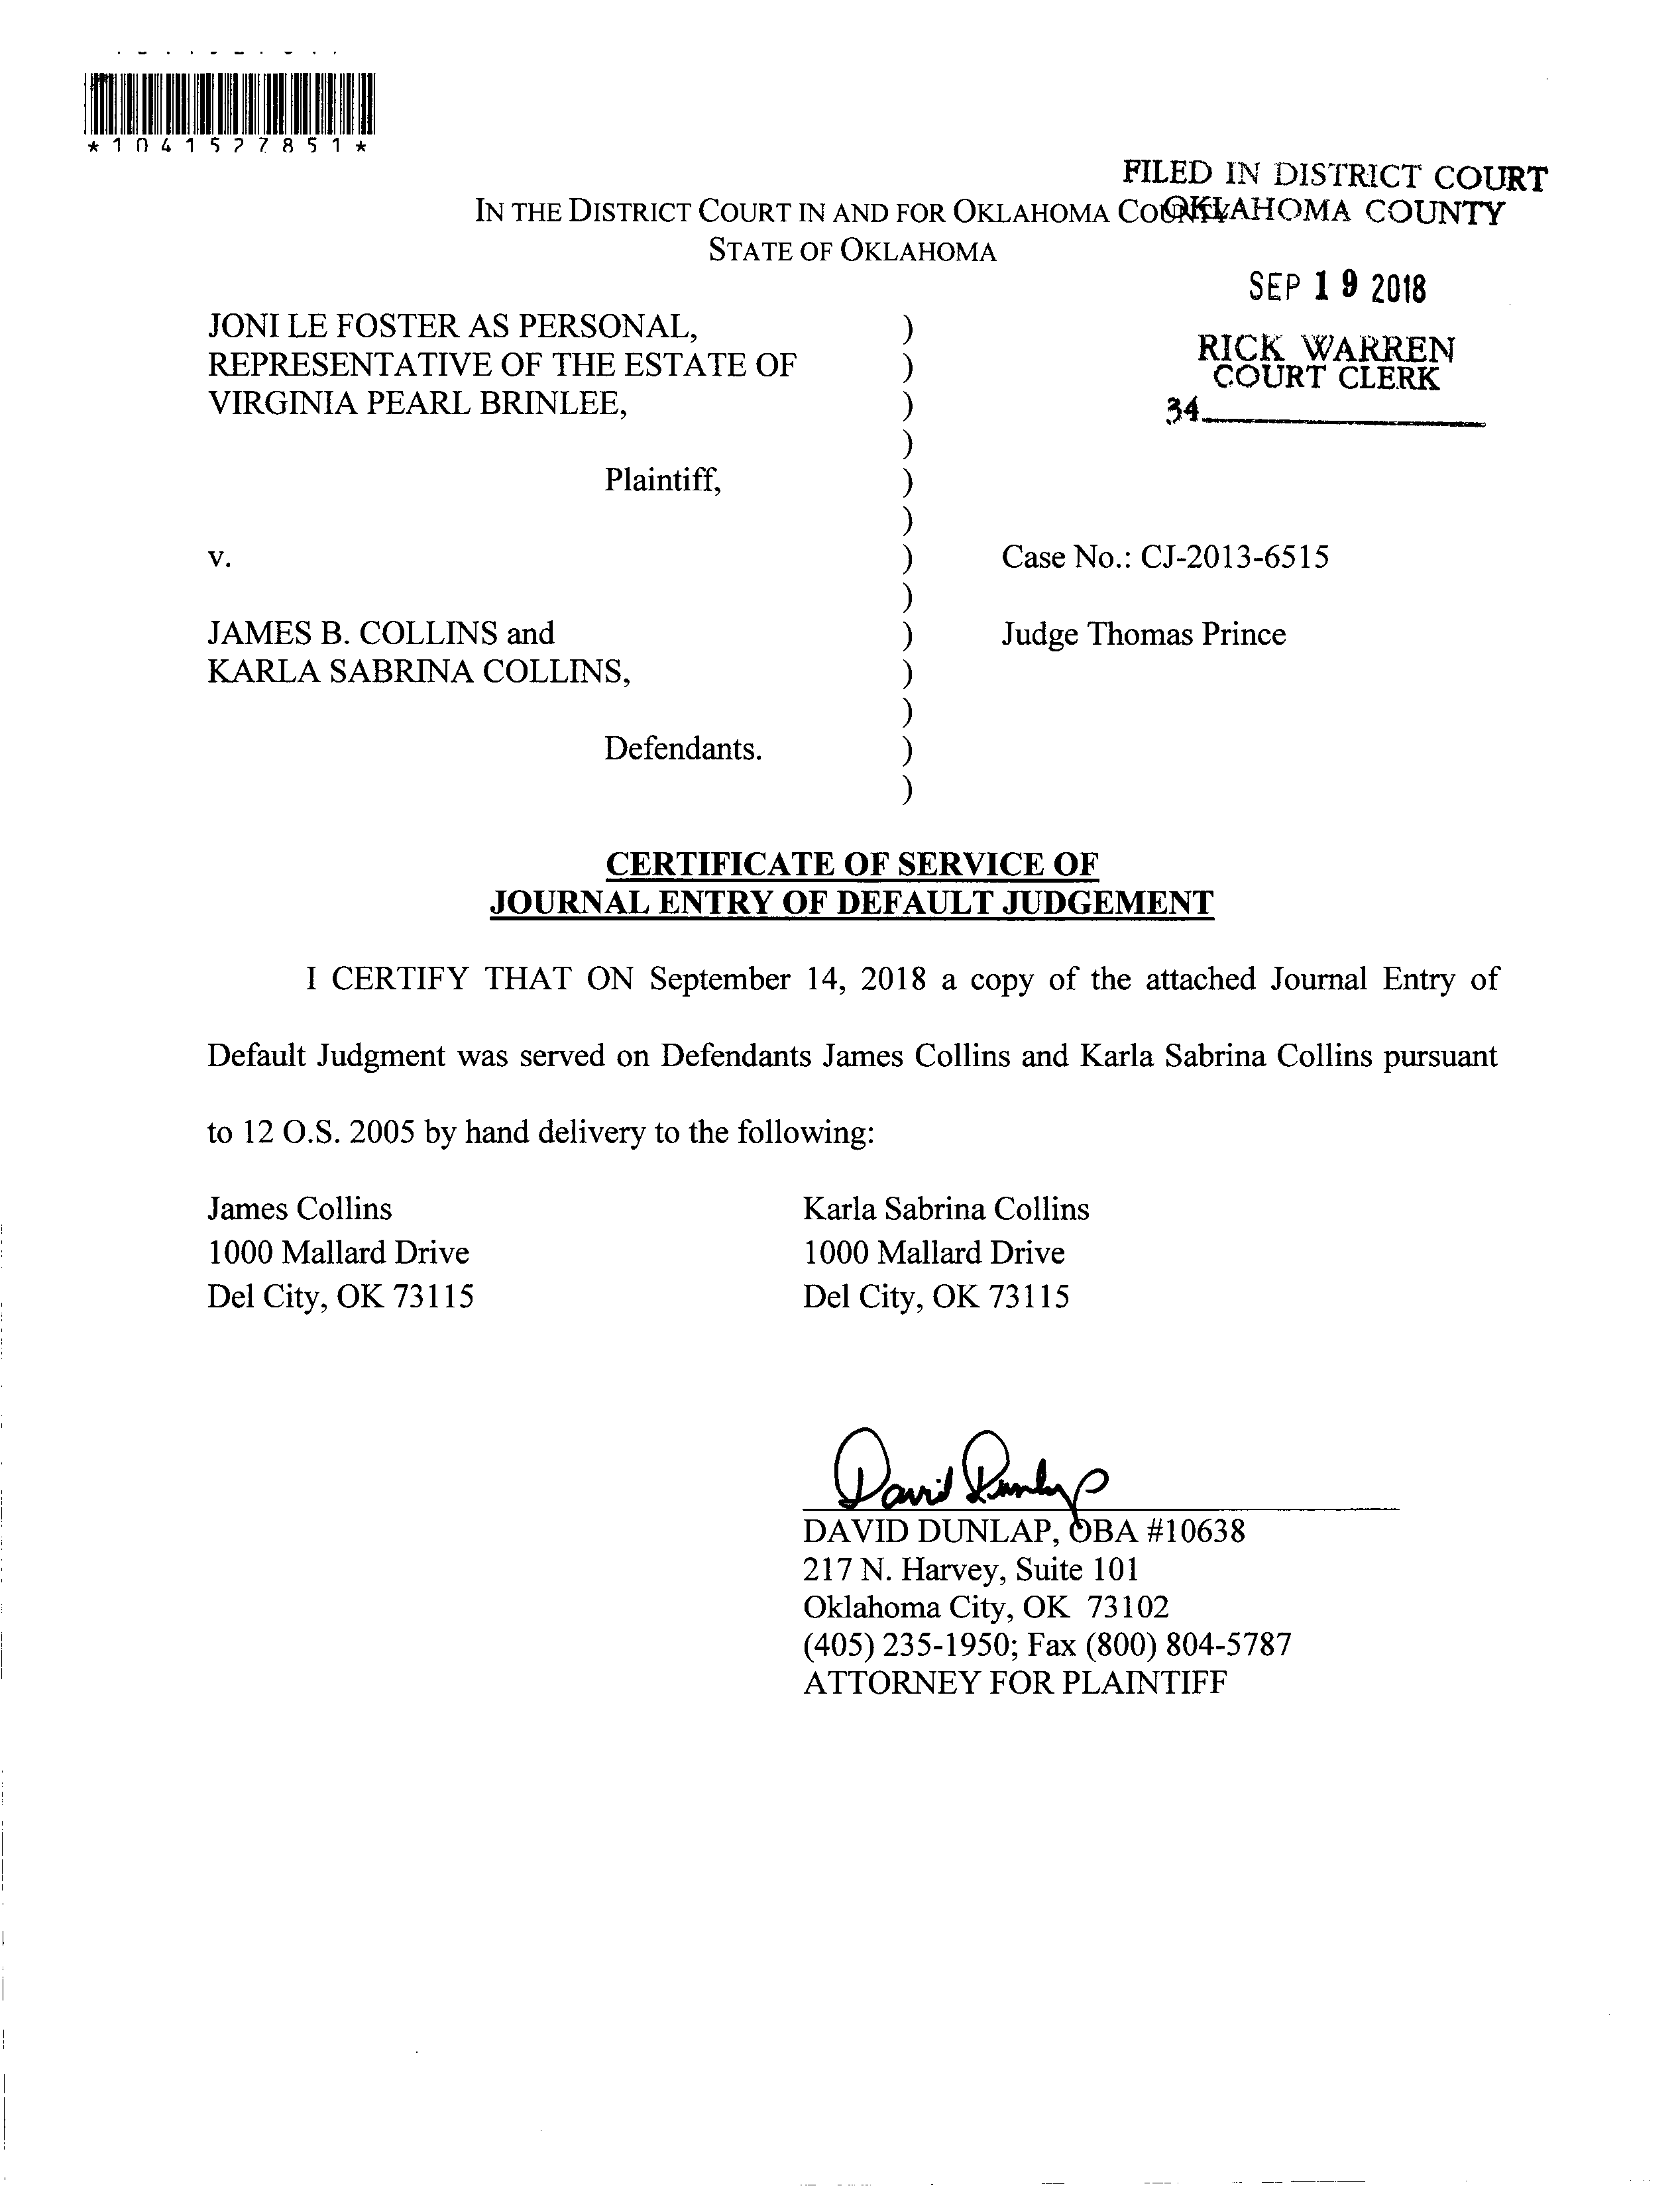 *1041527851*
FILED IN DISTRICT COURT
OKLAHOMA COUNTY
IN THE DISTRICT COURT IN AND FOR OKLAHOMA COUNTY
STATE OF OKLAHOMA
SEP 19 2018
RICK WARREN
COURT CLERK
34
JONI LE FOSTER AS PERSONAL, )
REPRESENTATIVE OF THE ESTATE OF )
VIRGINIA PEARL BRINLEE, )
)
Plaintiff, )
)
v. ) Case No.: CJ-2013-6515
)
JAMES B. COLLINS and ) Judge Thomas Prince
KARLA SABRINA COLLINS, )
)
Defendants. )
)
CERTIFICATE OF SERVICE OF
JOURNAL ENTRY OF DEFAULT JUDGEMENT
I CERTIFY THAT ON September 14, 2018 a copy of the attached Journal Entry of
Default Judgment was served on Defendants James Collins and Karla Sabrina Collins pursuant
to 12 O.S. 2005 by hand delivery to the following:
James Collins
1000 Mallard Drive
Del City, OK 73115
Karla Sabrina Collins
1000 Mallard Drive
Del City, OK 73115
David Dunlap
DAVID DUNLAP, OBA #10638
217 N. Harvey, Suite 101
Oklahoma City, OK 73102
(405) 235-1950; Fax (800) 804-5787
ATTORNEY FOR PLAINTIFF